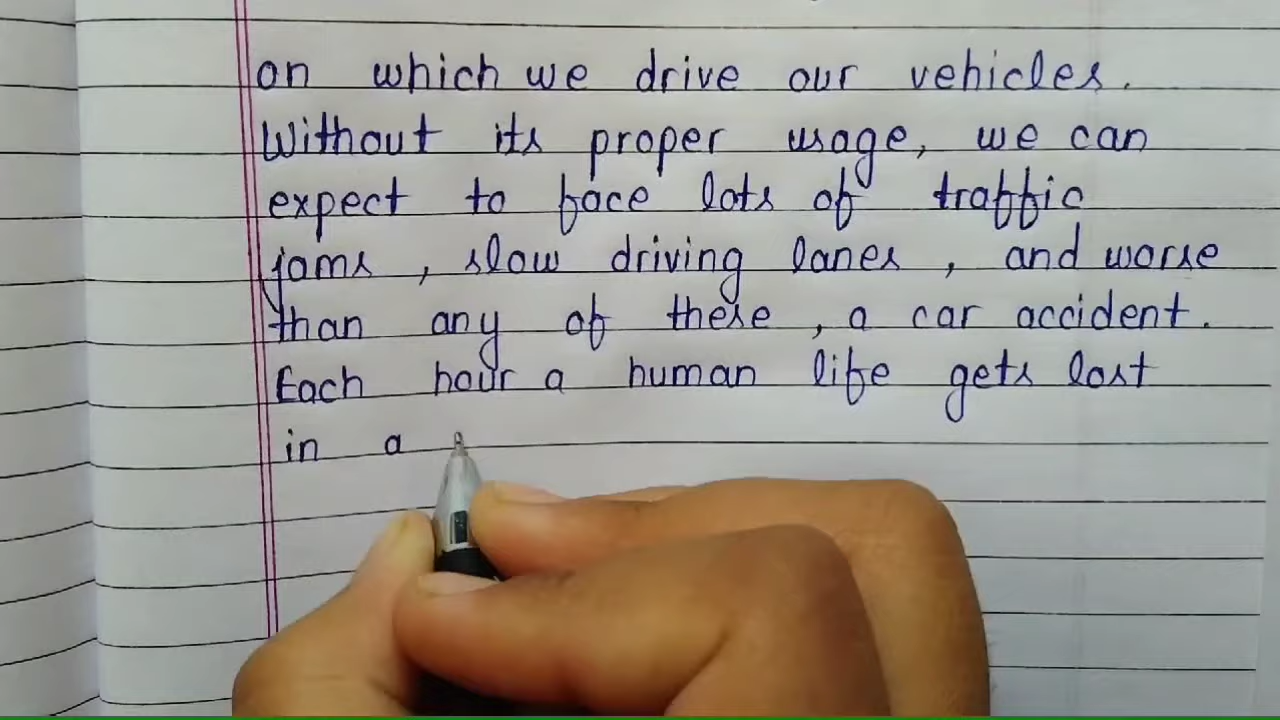 on which we drive our vehicles.
Without its proper usage, we can
expect to face lots of traffic
jams , slow driving lanes , and worse
than any of these , a car accident.
Each hour a human life gets lost
in a